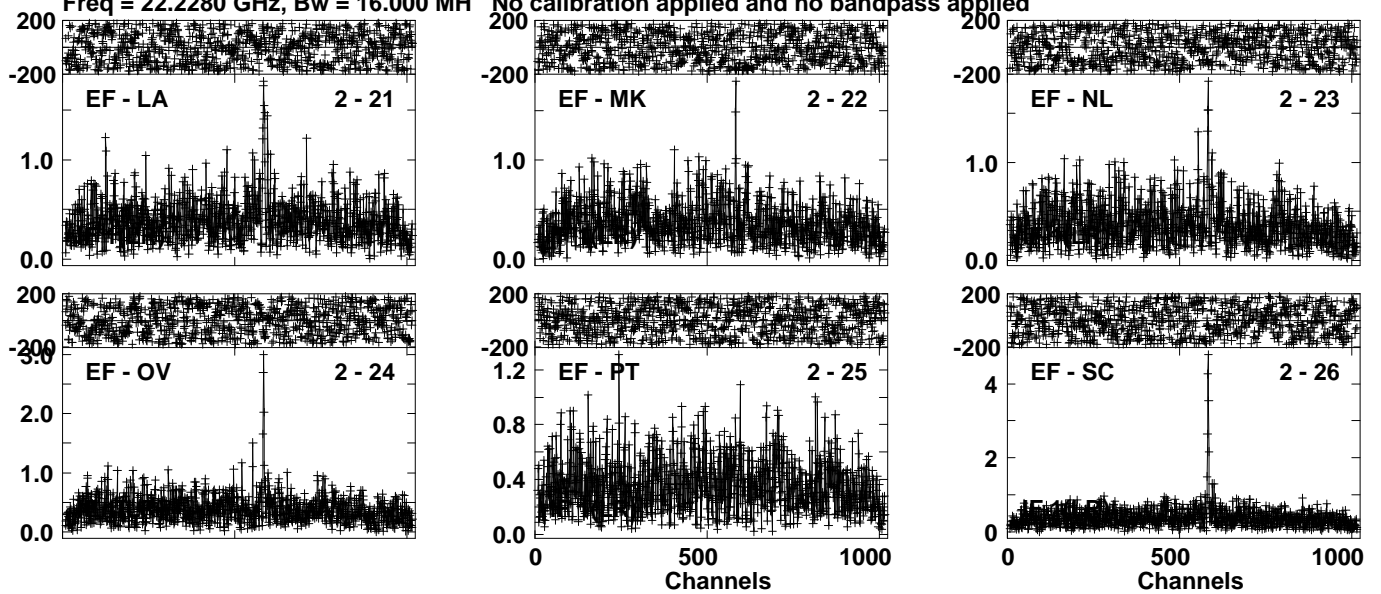 Freq = 22.2280 GHz, Bw = 16.000 MH No calibration applied and no bandpass applied
200 200 200
-200 -200 -200
EF - LA 2 - 21 EF - MK 2 - 22 EF - NL 2 - 23
1.0 1.0 1.0
0.0 0.0 0.0
200 200 200
-200 -200 -200
3.0
EF - OV 2 - 24 EF - PT 2 - 25 EF - SC 2 - 26
1.2 4
2.0
0.8
1.0 2
0.4
0.0 0.0 0
0 500 1000 0 500 1000
Channels Channels